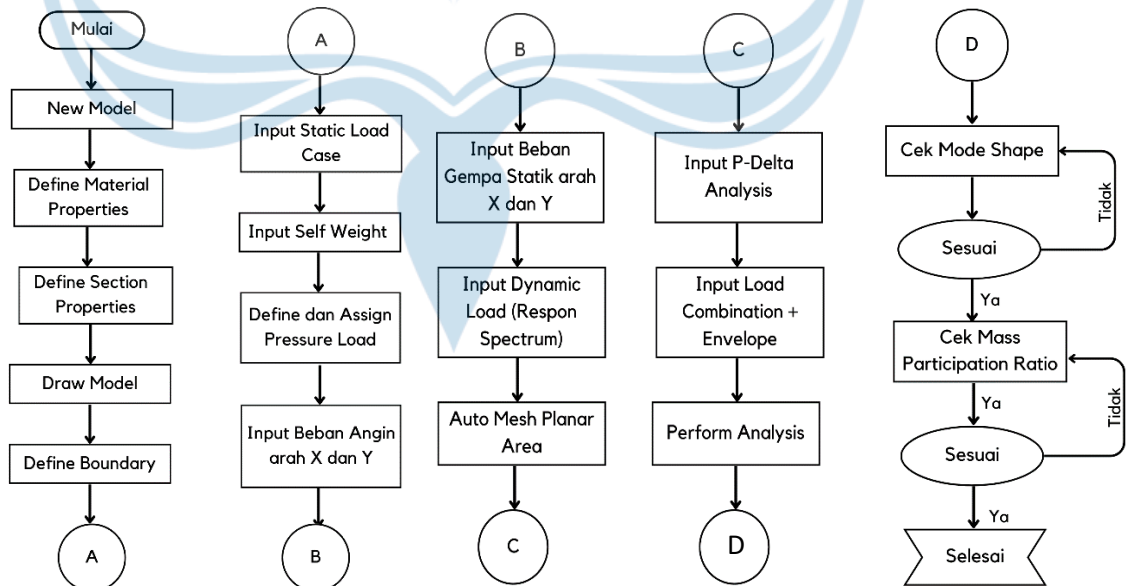 Mulai
New Model
Define Material
Properties
Define Section
Properties
Draw Model
Define Boundary
A
A
Input Static Load
Case
Input Self Weight
Define dan Assign
Pressure Load
Input Beban Angin
arah X dan Y
B
B
Input Beban
Gempa Statik arah
X dan Y
Input Dynamic
Load (Respon
Spectrum)
Auto Mesh Planar
Area
C
C
Input P-Delta
Analysis
Input Load
Combination +
Envelope
Perform Analysis
D
D
Cek Mode Shape
Tidak
Sesuai
Ya
Cek Mass
Participation Ratio
Ya
Tidak
Sesuai
Ya
Selesai